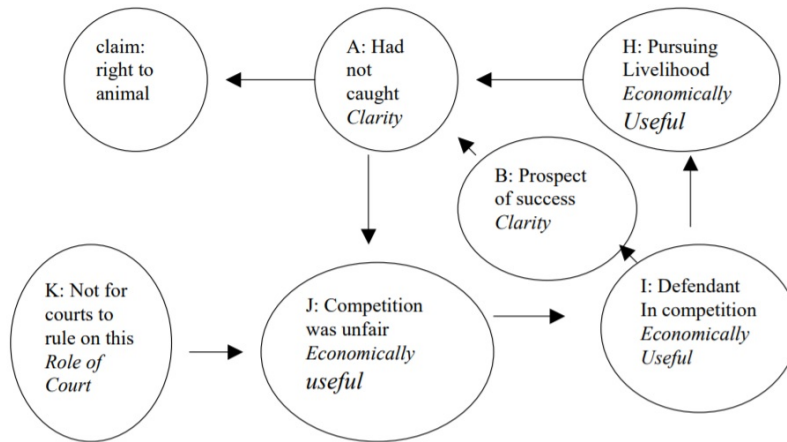 claim:
right to
animal
A: Had
not
caught
Clarity
H: Pursuing
Livelihood
Economically
Useful
B: Prospect
of success
Clarity
K: Not for
courts to
rule on this
Role of
Court
J: Competition
was unfair
Economically
useful
I: Defendant
In competition
Economically
Useful